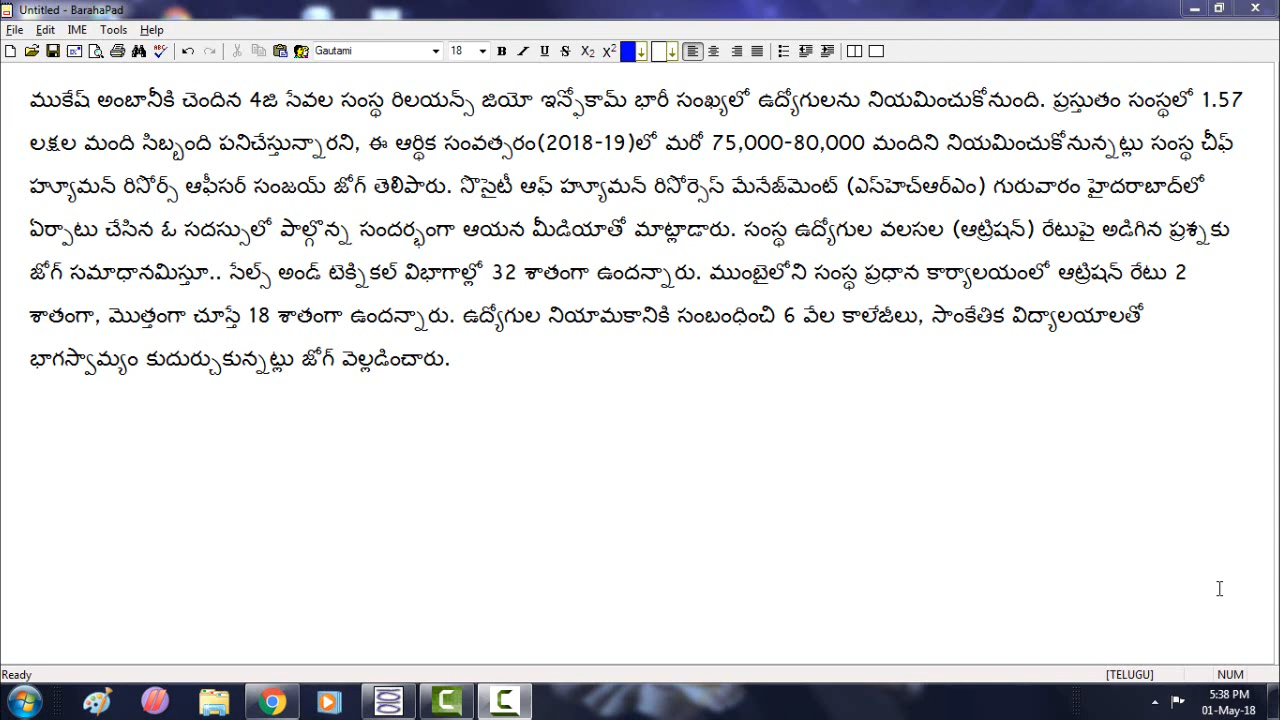 Untitled - BarahaPad
File Edit IME Tools Help
Gautami 18 B I U S X₂ X²
ముకేష్ అంబానీకి చెందిన 4జి సేవల సంస్థ రిలయన్స్ జియో ఇన్ఫోకామ్ భారీ సంఖ్యలో ఉద్యోగులను నియమించుకోనుంది. ప్రస్తుతం సంస్థలో 1.57
లక్షల మంది సిబ్బంది పనిచేస్తున్నారని, ఈ ఆర్థిక సంవత్సరం(2018-19)లో మరో 75,000-80,000 మందిని నియమించుకోనున్నట్లు సంస్థ చీఫ్
హ్యూమన్ రిసోర్స్ ఆఫీసర్ సంజయ్ జోగ్ తెలిపారు. సొసైటీ ఆఫ్ హ్యూమన్ రిసోర్సెస్ మేనేజ్‌మెంట్ (ఎస్‌హెచ్‌ఆర్‌ఎం) గురువారం హైదరాబాద్‌లో
ఏర్పాటు చేసిన ఓ సదస్సులో పాల్గొన్న సందర్భంగా ఆయన మీడియాతో మాట్లాడారు. సంస్థ ఉద్యోగుల వలసల (ఆట్రిషన్) రేటుపై అడిగిన ప్రశ్నకు
జోగ్ సమాధానమిస్తూ.. సేల్స్ అండ్ టెక్నికల్ విభాగాల్లో 32 శాతంగా ఉందన్నారు. ముంబైలోని సంస్థ ప్రధాన కార్యాలయంలో ఆట్రిషన్ రేటు 2
శాతంగా, మొత్తంగా చూస్తే 18 శాతంగా ఉందన్నారు. ఉద్యోగుల నియామకానికి సంబంధించి 6 వేల కాలేజీలు, సాంకేతిక విద్యాలయాలతో
భాగస్వామ్యం కుదుర్చుకున్నట్లు జోగ్ వెల్లడించారు.
Ready [TELUGU] NUM
5:38 PM
01-May-18